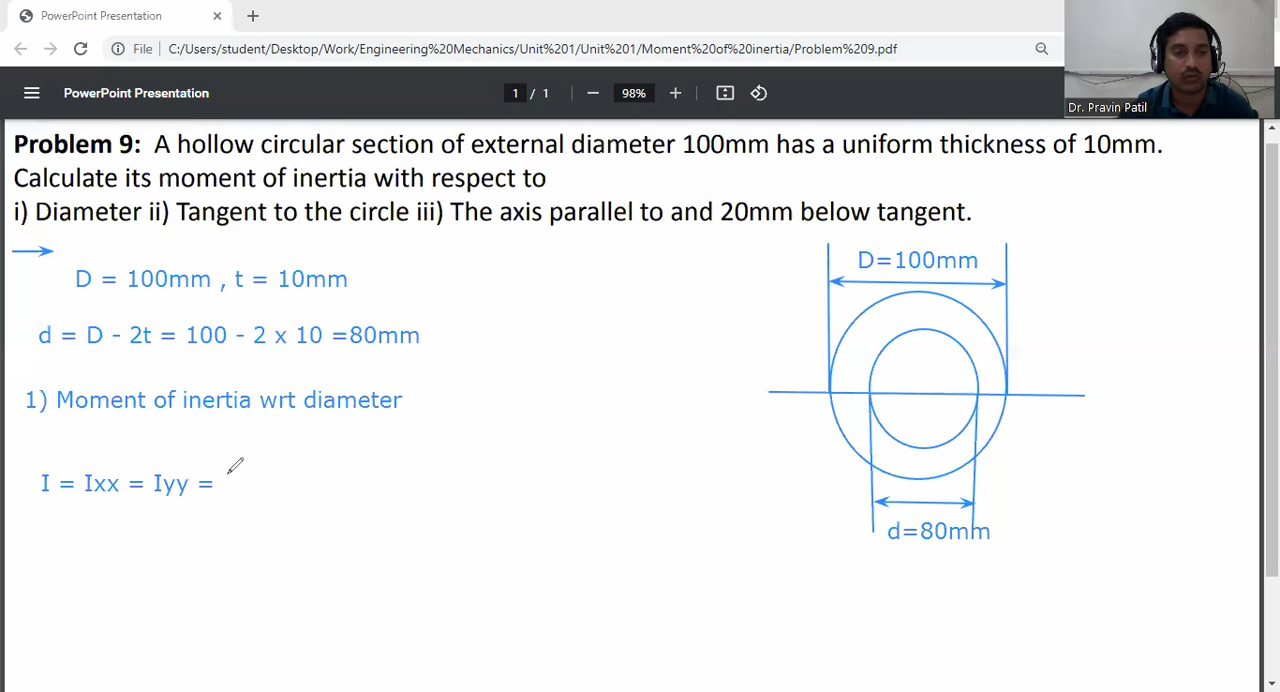 PowerPoint Presentation
File C:/Users/student/Desktop/Work/Engineering%20Mechanics/Unit%201/Unit%201/Moment%20of%20inertia/Problem%209.pdf
PowerPoint Presentation 1 / 1 98%
Dr. Pravin Patil
Problem 9: A hollow circular section of external diameter 100mm has a uniform thickness of 10mm.
Calculate its moment of inertia with respect to
i) Diameter ii) Tangent to the circle iii) The axis parallel to and 20mm below tangent.
D = 100mm , t = 10mm
d = D - 2t = 100 - 2 x 10 =80mm
1) Moment of inertia wrt diameter
I = Ixx = Iyy =
D=100mm
d=80mm